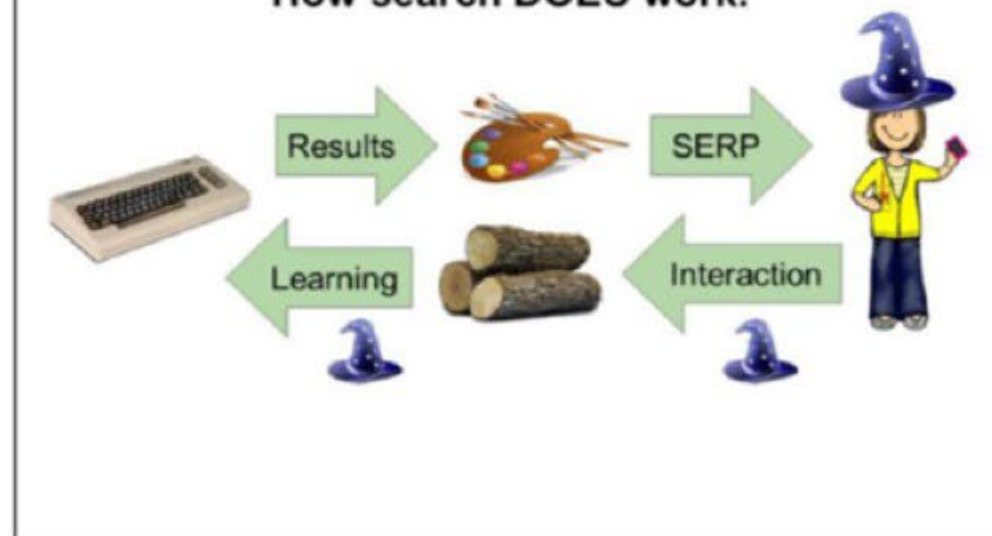 How search DOES work.
Results
SERP
Learning
Interaction